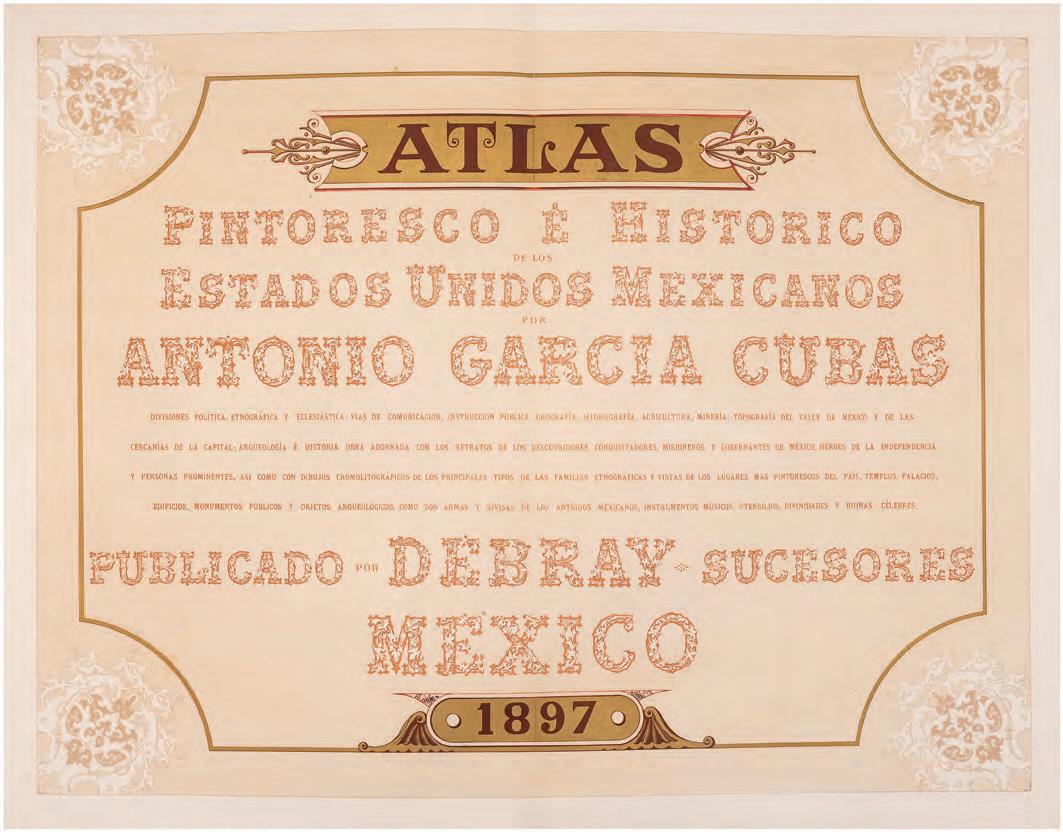 ATLAS
PINTORESCO É HISTORICO
DE LOS
ESTADOS UNIDOS MEXICANOS
POR
ANTONIO GARCIA CUBAS
DIVISIONES POLÍTICA, ETNOGRÁFICA Y ECLESIÁSTICA; VIAS DE COMUNICACION, INSTRUCCION PÚBLICA, OROGRAFÍA, HIDROGRAFÍA, AGRICULTURA, MINERÍA; TOPOGRAFÍA DEL VALLE DE MÉXICO Y DE LAS
CERCANÍAS DE LA CAPITAL; ARQUEOLOGÍA É HISTORIA OBRA ADORNADA CON LOS RETRATOS DE LOS DESCUBRIDORES, CONQUISTADORES, MISIONEROS Y GOBERNANTES DE MÉXICO, HÉROES DE LA INDEPENDENCIA
Y PERSONAS PROMINENTES, ASI COMO CON DIBUJOS CROMOLITOGRÁFICOS DE LOS PRINCIPALES TIPOS DE LAS FAMILIAS ETNOGRAFICAS Y VISTAS DE LOS LUGARES MAS PINTORESCOS DEL PAÍS, TEMPLOS, PALACIOS,
EDIFICIOS, MONUMENTOS PÚBLICOS Y OBJETOS ARQUEOLÓGICOS, COMO SON ARMAS Y DIVISAS DE LOS ANTIGUOS MEXICANOS, INSTRUMENTOS MÚSICOS, UTENSILIOS, DIVINIDADES Y RUINAS CÉLEBRES.
PUBLICADO POR DEBRAY SUCESORES
MEXICO
1897